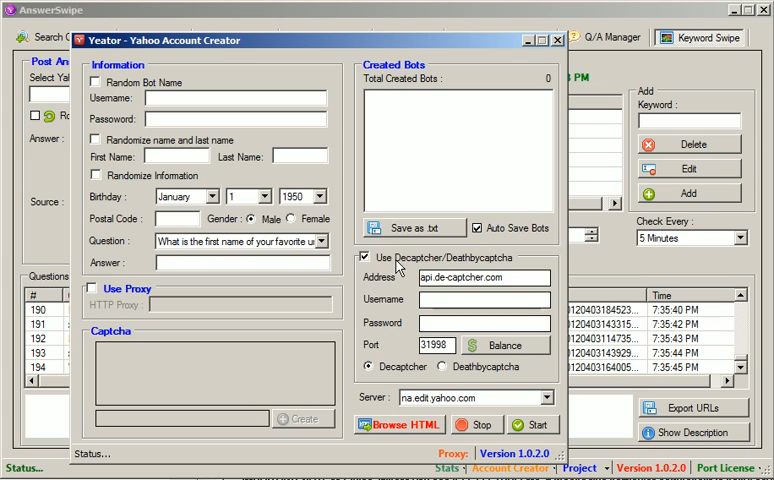 AnswerSwipe
Search
Q/A Manager
Keyword Swipe
Yeator - Yahoo Account Creator
Post An
Select Ya
Answer :
Source :
Information
Random Bot Name
Username:
Password:
Randomize name and last name
First Name:
Last Name:
Randomize Information
Birthday :
January
1
1950
Postal Code :
Gender :
Male
Female
Question :
What is the first name of your favorite u
Answer :
Use Proxy
HTTP Proxy :
Captcha
Create
Created Bots
Total Created Bots :
0
Save as .txt
Auto Save Bots
Use Decaptcher/Deathbycaptcha
Address
api.de-captcher.com
Username
Password
Port
31998
Balance
Decaptcher
Deathbycaptcha
Server :
na.edit.yahoo.com
Browse HTML
Stop
Start
Status...
Proxy:
Version 1.0.2.0
PM
Add
Keyword :
Delete
Edit
Add
Check Every :
5 Minutes
Questions
#
190
191
192
193
194
Time
0120403184523...
7:35:40 PM
0120403143315...
7:35:42 PM
0120403114735...
7:35:43 PM
0120403143929...
7:35:44 PM
0120403164005...
7:35:45 PM
Export URLs
Show Description
Status...
Stats
Account Creator
Project
Version 1.0.2.0
Port License